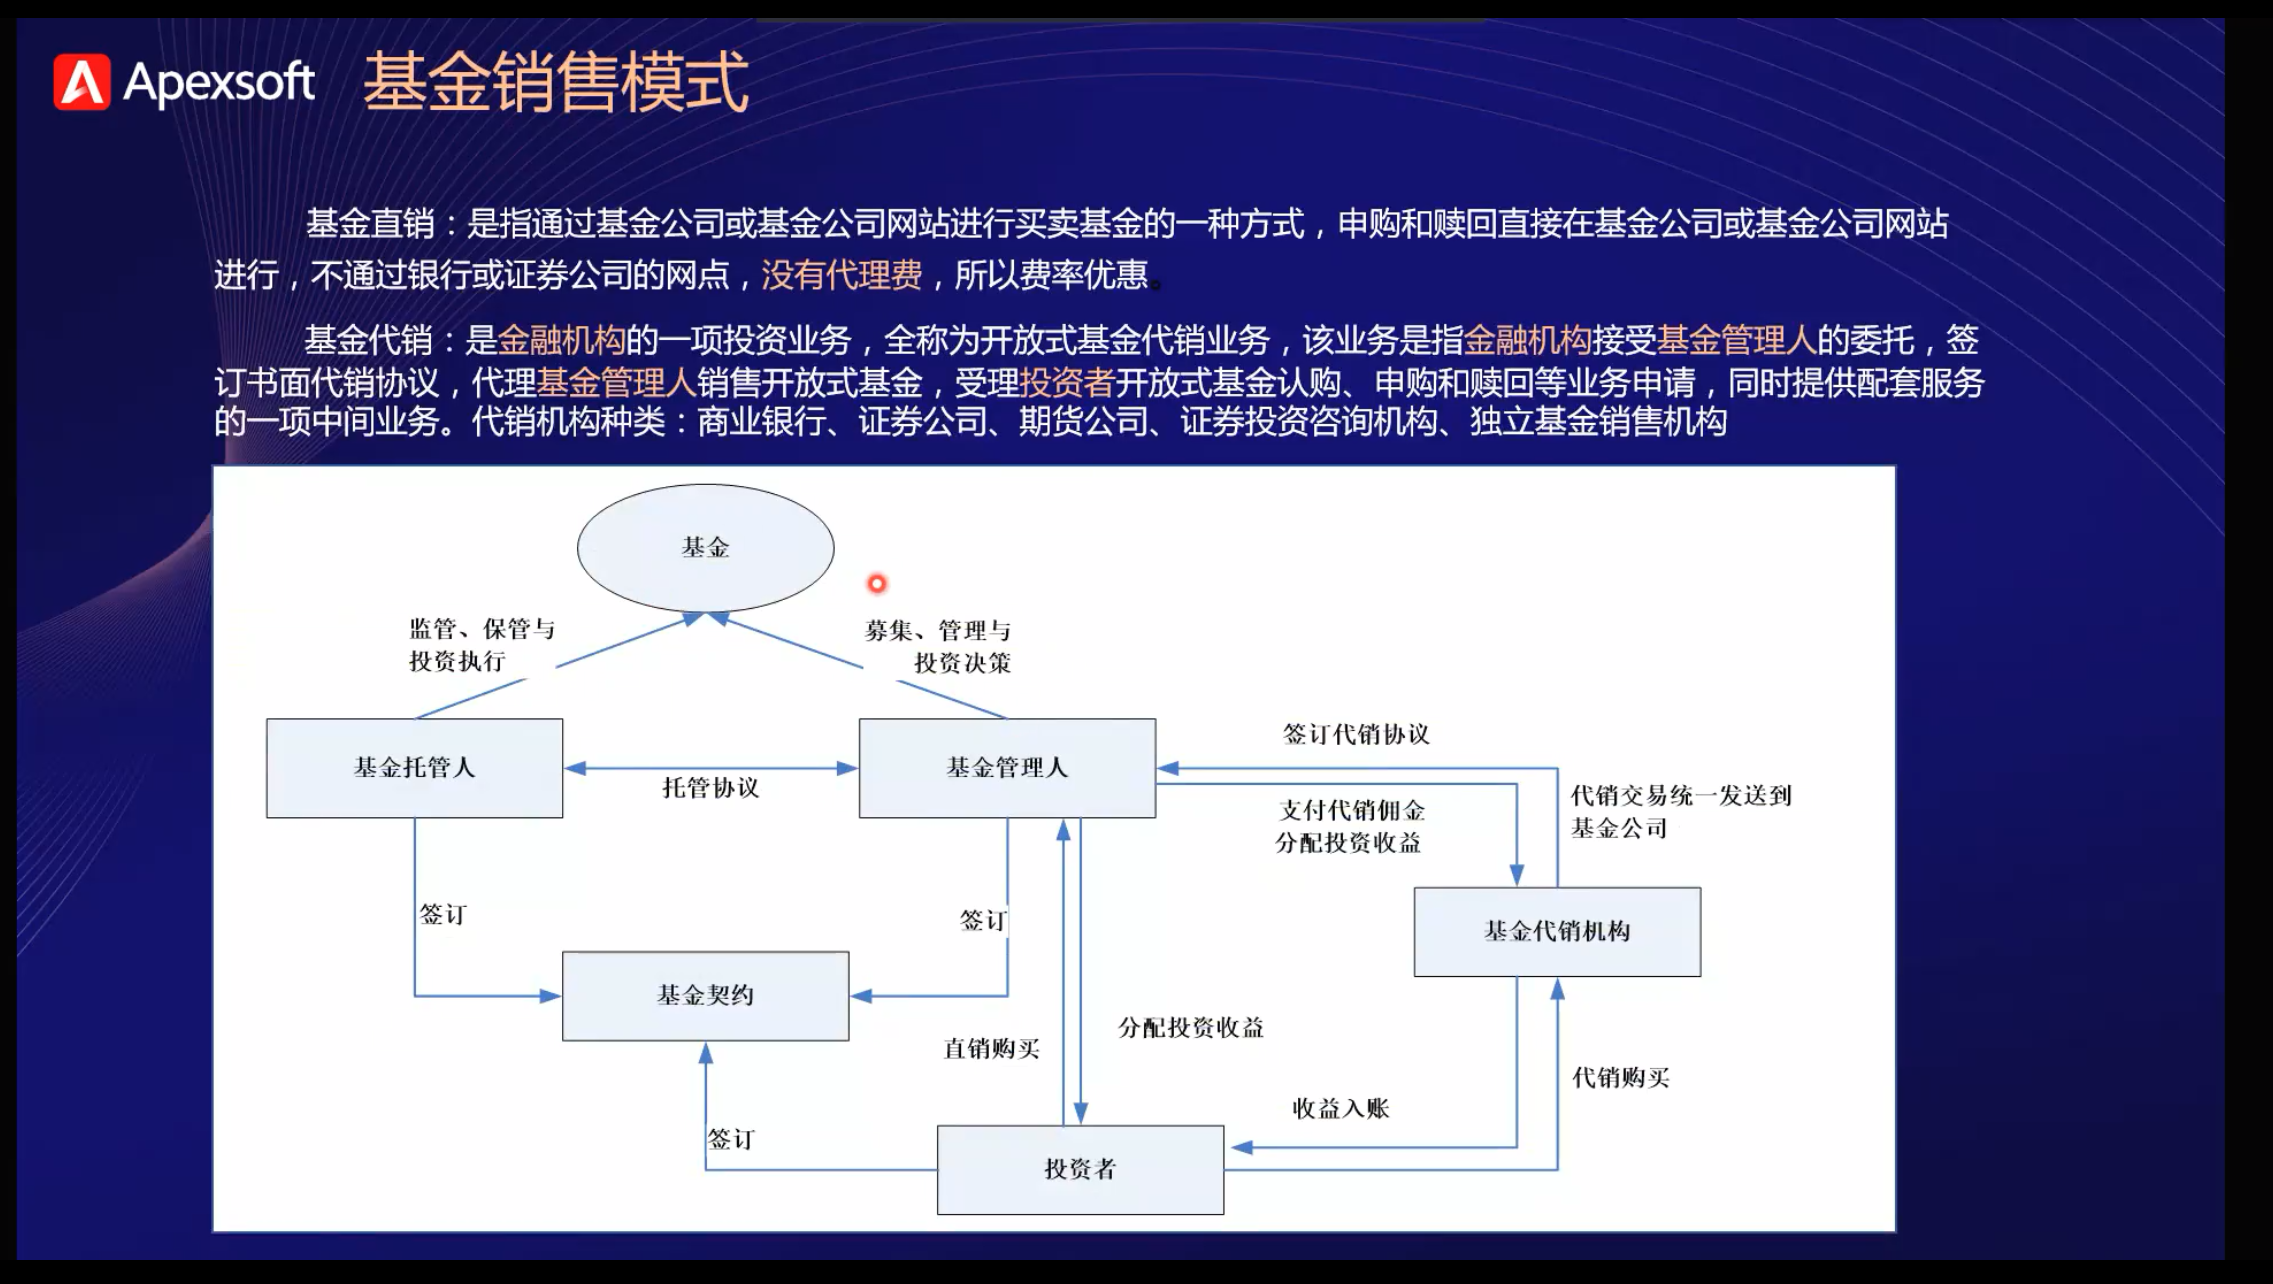 Apexsoft 基金销售模式
基金直销：是指通过基金公司或基金公司网站进行买卖基金的一种方式，申购和赎回直接在基金公司或基金公司网站
进行，不通过银行或证券公司的网点，没有代理费，所以费率优惠。
基金代销：是金融机构的一项投资业务，全称为开放式基金代销业务，该业务是指金融机构接受基金管理人的委托，签
订书面代销协议，代理基金管理人销售开放式基金，受理投资者开放式基金认购、申购和赎回等业务申请，同时提供配套服务
的一项中间业务。代销机构种类：商业银行、证券公司、期货公司、证券投资咨询机构、独立基金销售机构
基金
监管、保管与
投资执行
募集、管理与
投资决策
基金托管人
托管协议
基金管理人
签订代销协议
支付代销佣金
分配投资收益
代销交易统一发送到
基金公司
签订
签订
基金代销机构
基金契约
直销购买
分配投资收益
代销购买
收益入账
签订
投资者